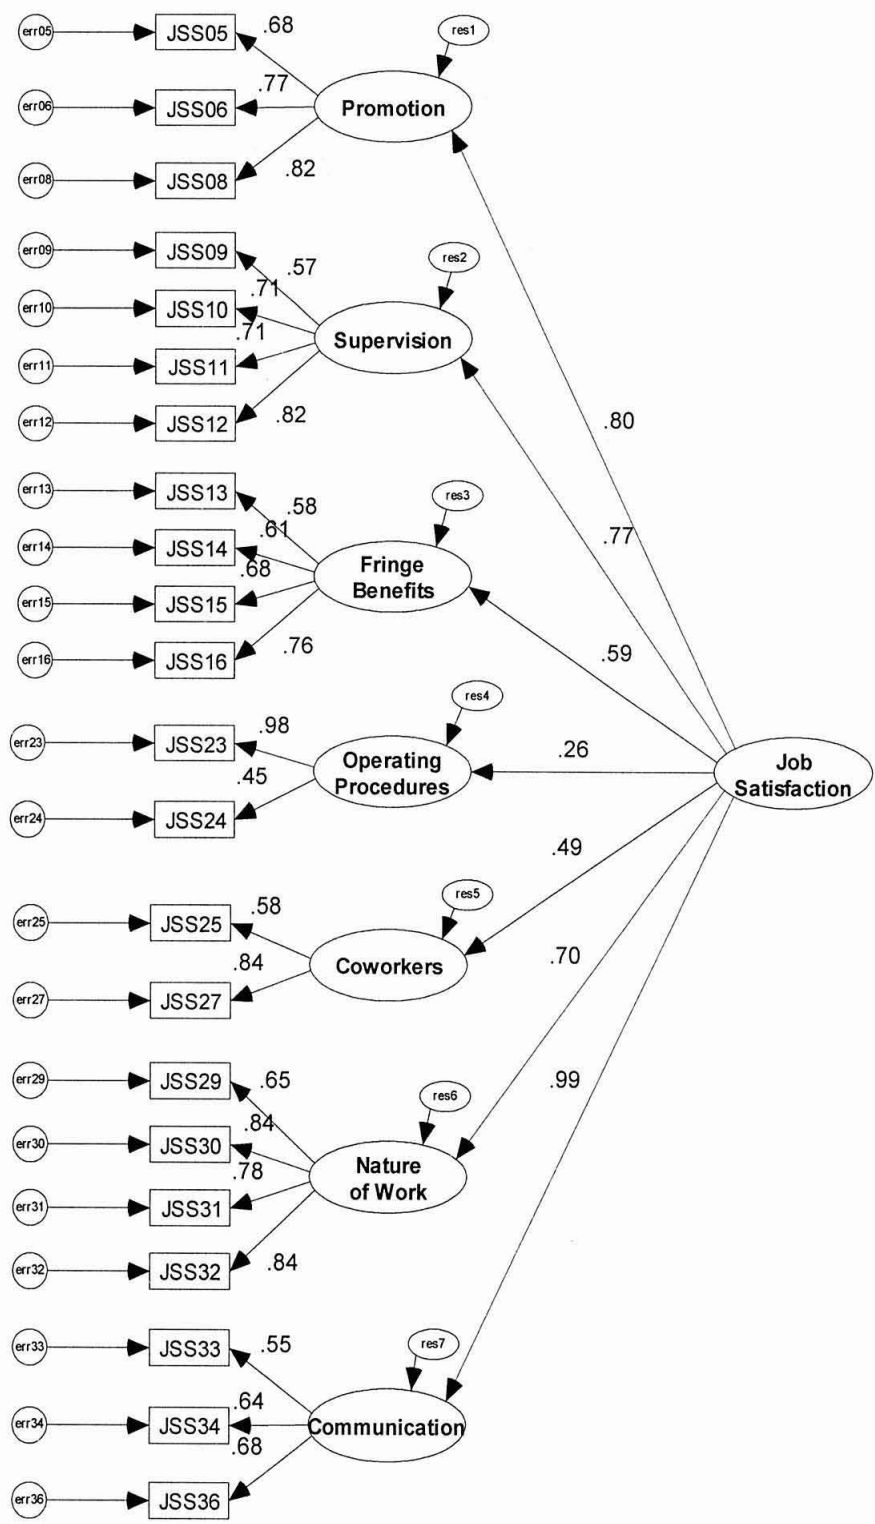 err05 JSS05 .68 res1
.77
err06 JSS06 Promotion
err08 JSS08 .82
err09 JSS09 .57 res2
.71
err10 JSS10
.71 Supervision
err11 JSS11
err12 JSS12 .82
.80
err13 JSS13 .58 res3
.61 .77
err14 JSS14
.68 Fringe
Benefits
err15 JSS15
err16 JSS16 .76 .59
res4
err23 JSS23 .98
Operating
Procedures
.26 Job
Satisfaction
.45
err24 JSS24
.49
res5
err25 JSS25 .58
.84 Coworkers
.70
err27 JSS27
err29 JSS29 .65 .99
res6
.84
err30 JSS30
.78 Nature
of Work
err31 JSS31
err32 JSS32 .84
err33 JSS33 .55 res7
.64
err34 JSS34 Communication
.68
err36 JSS36